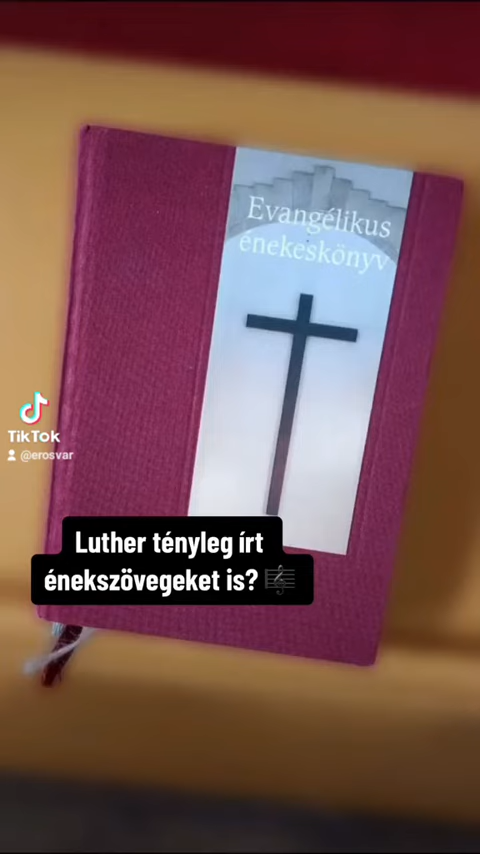 Evangélikus
énekeskönyv
TikTok
@erosvar
Luther tényleg írt
énekszövegeket is?